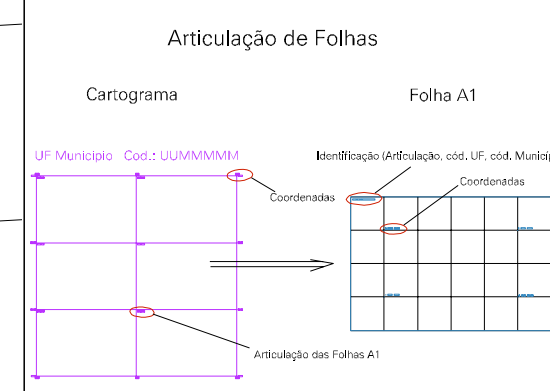 Articulação de Folhas
Cartograma
Folha A1
UF Municipio Cod.: UUMMMMM
Identificação (Articulação, cód. UF, cód. Municíp
Coordenadas
Coordenadas
Articulação das Folhas A1